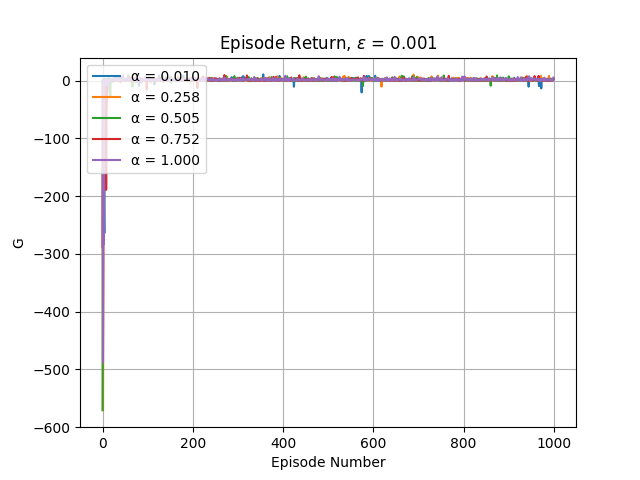 Episode Return, ε = 0.001
G
0
−100
−200
−300
−400
−500
−600
α = 0.010
α = 0.258
α = 0.505
α = 0.752
α = 1.000
0 200 400 600 800 1000
Episode Number